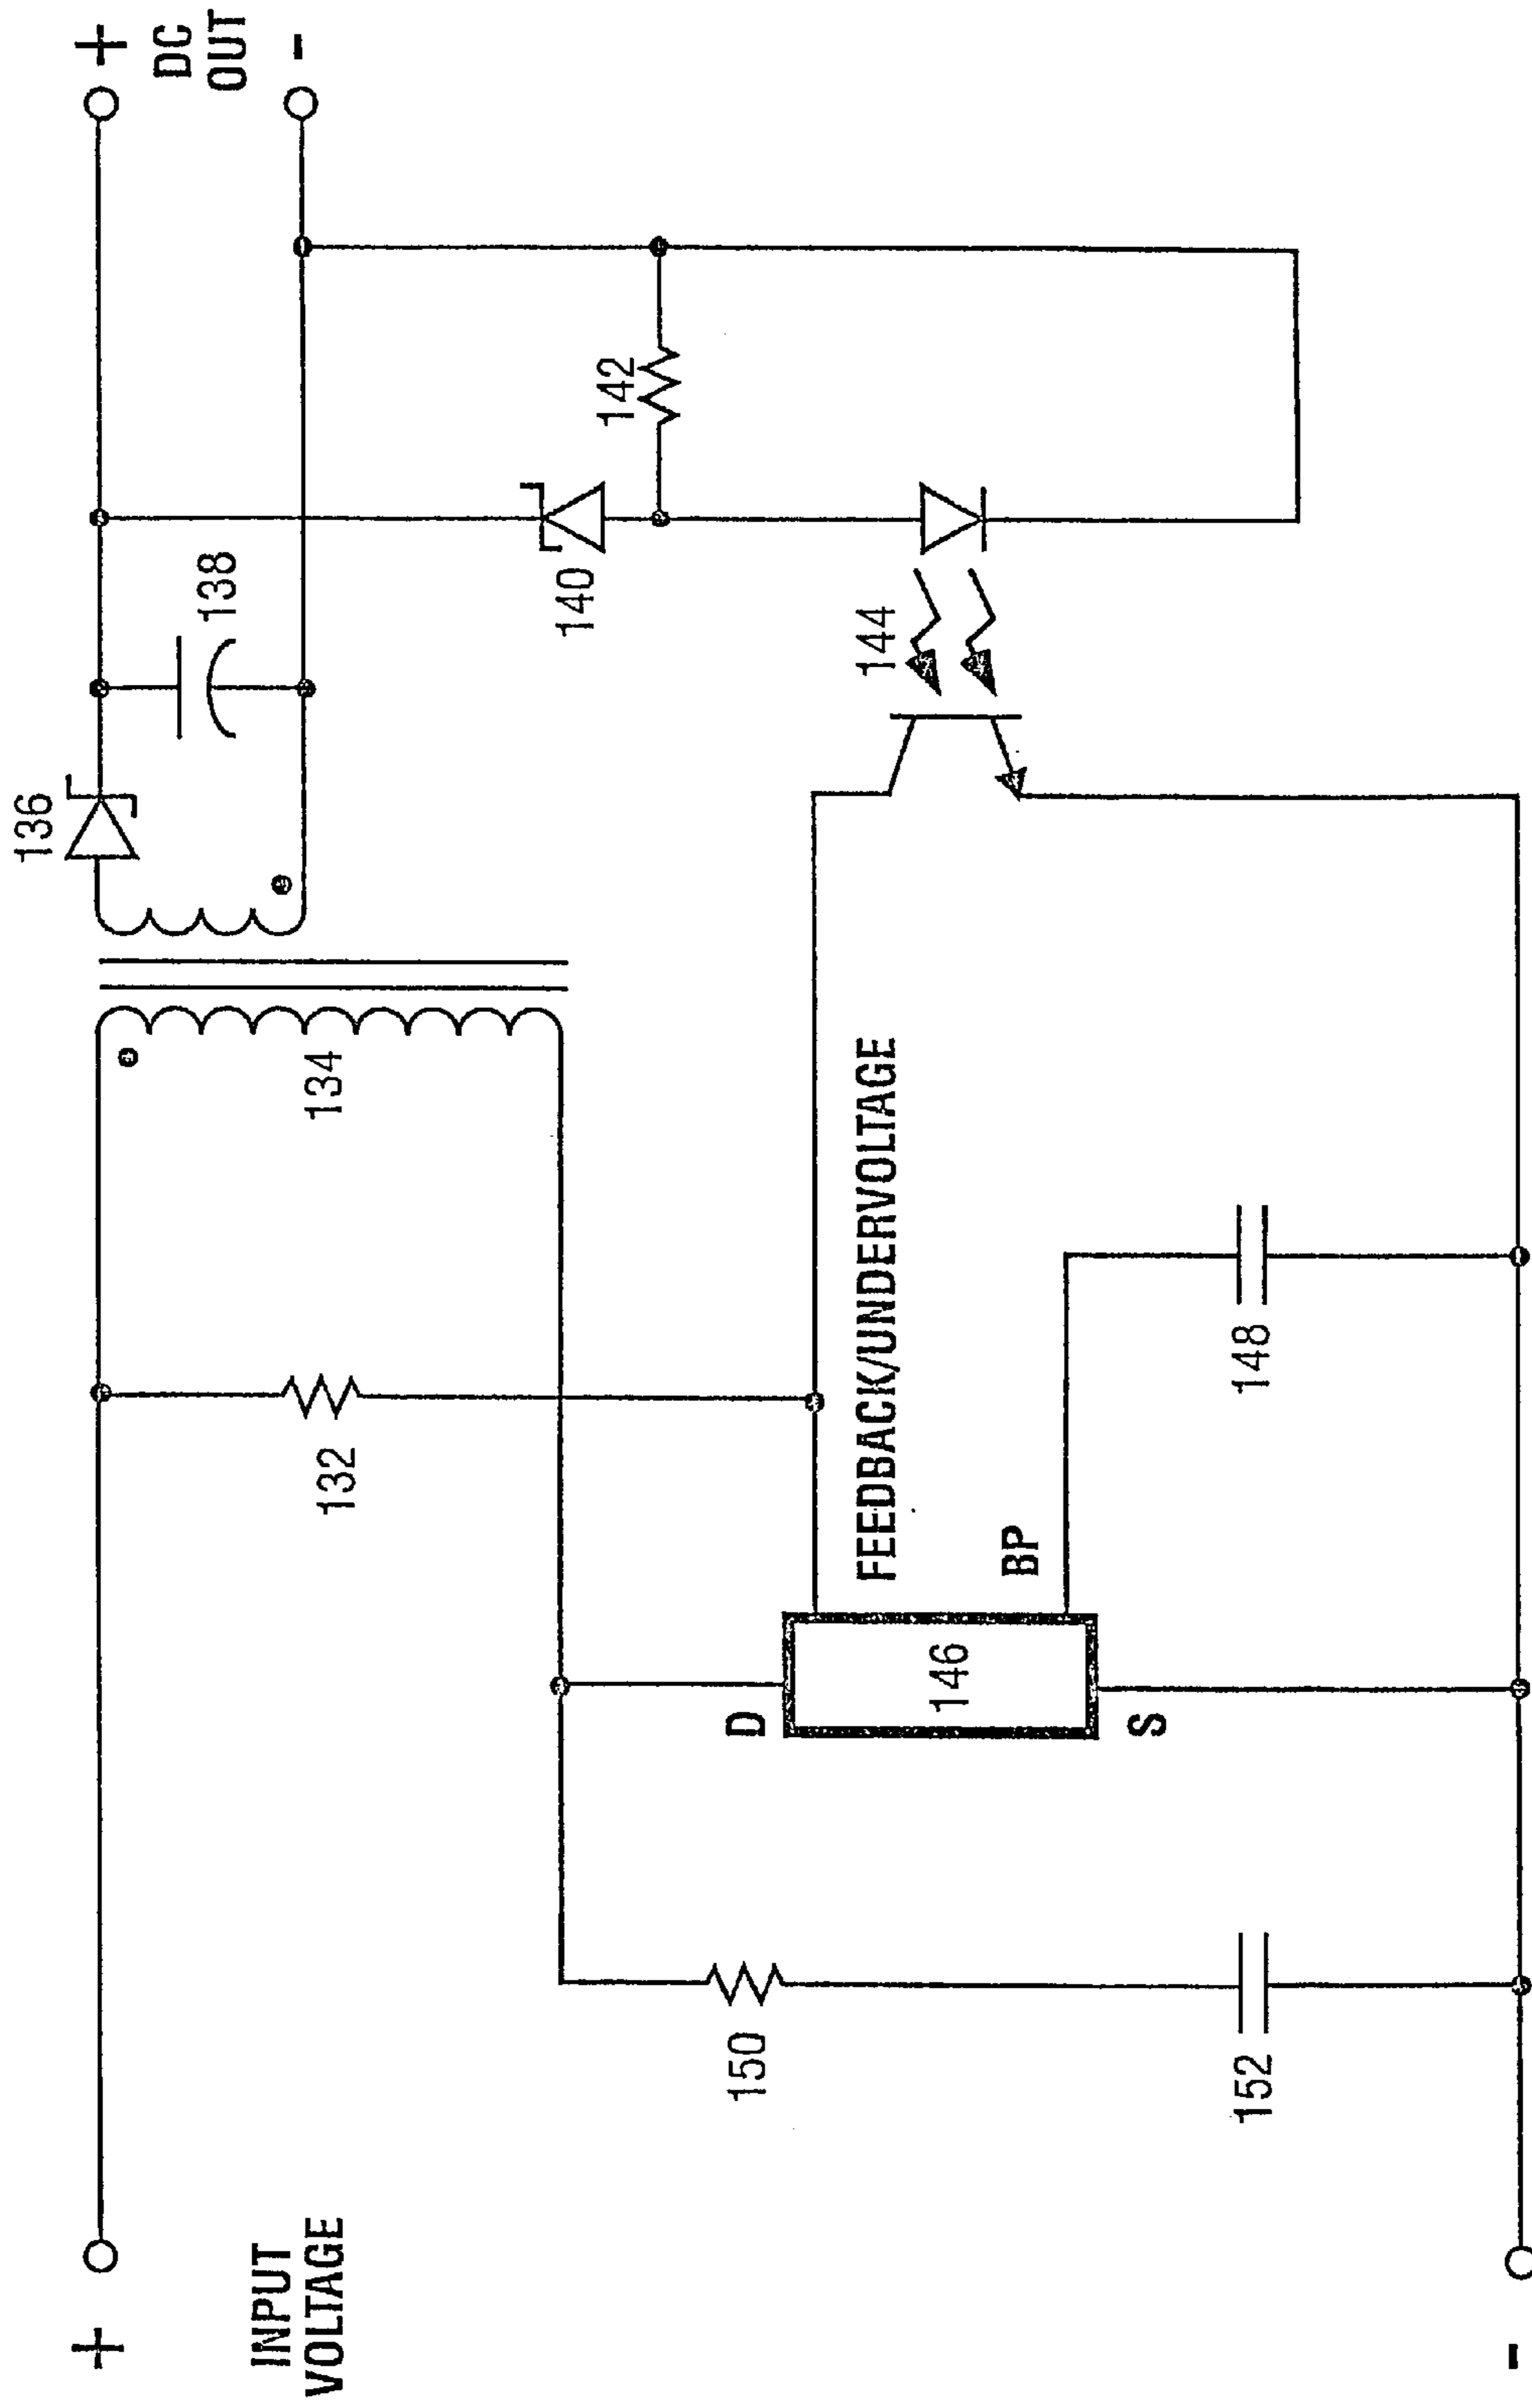 INPUT
VOLTAGE
+
-
150
152
132
D
146
S
FEEDBACK/UNDERVOLTAGE
BP
148
134
136
138
140
142
144
+
DC
OUT
-